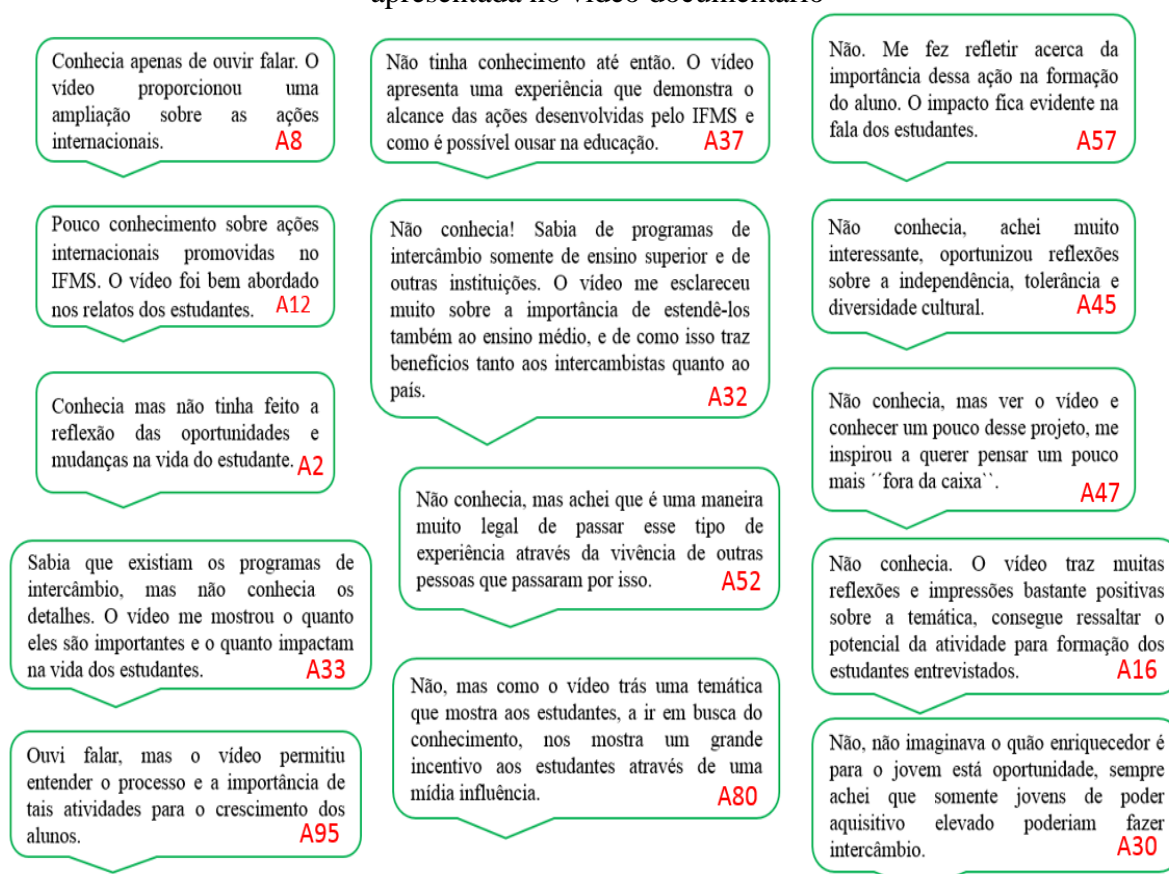 apresentada no vídeo documentário
Conhecia apenas de ouvir falar. O
vídeo proporcionou uma
ampliação sobre as ações
internacionais. A8
Pouco conhecimento sobre ações
internacionais promovidas no
IFMS. O vídeo foi bem abordado
nos relatos dos estudantes. A12
Conhecia mas não tinha feito a
reflexão das oportunidades e
mudanças na vida do estudante. A2
Sabia que existiam os programas de
intercâmbio, mas não conhecia os
detalhes. O vídeo me mostrou o quanto
eles são importantes e o quanto impactam
na vida dos estudantes. A33
Ouvi falar, mas o vídeo permitiu
entender o processo e a importância de
tais atividades para o crescimento dos
alunos. A95
Não tinha conhecimento até então. O vídeo
apresenta uma experiência que demonstra o
alcance das ações desenvolvidas pelo IFMS e
como é possível ousar na educação. A37
Não conhecia! Sabia de programas de
intercâmbio somente de ensino superior e de
outras instituições. O vídeo me esclareceu
muito sobre a importância de estendê-los
também ao ensino médio, e de como isso traz
benefícios tanto aos intercambistas quanto ao
país. A32
Não conhecia, mas achei que é uma maneira
muito legal de passar esse tipo de
experiência através da vivência de outras
pessoas que passaram por isso. A52
Não, mas como o vídeo trás uma temática
que mostra aos estudantes, a ir em busca do
conhecimento, nos mostra um grande
incentivo aos estudantes através de uma
mídia influência. A80
Não. Me fez refletir acerca da
importância dessa ação na formação
do aluno. O impacto fica evidente na
fala dos estudantes. A57
Não conhecia, achei muito
interessante, oportunizou reflexões
sobre a independência, tolerância e
diversidade cultural. A45
Não conhecia, mas ver o vídeo e
conhecer um pouco desse projeto, me
inspirou a querer pensar um pouco
mais ´´fora da caixa``. A47
Não conhecia. O vídeo traz muitas
reflexões e impressões bastante positivas
sobre a temática, consegue ressaltar o
potencial da atividade para formação dos
estudantes entrevistados. A16
Não, não imaginava o quão enriquecedor é
para o jovem está oportunidade, sempre
achei que somente jovens de poder
aquisitivo elevado poderiam fazer
intercâmbio. A30